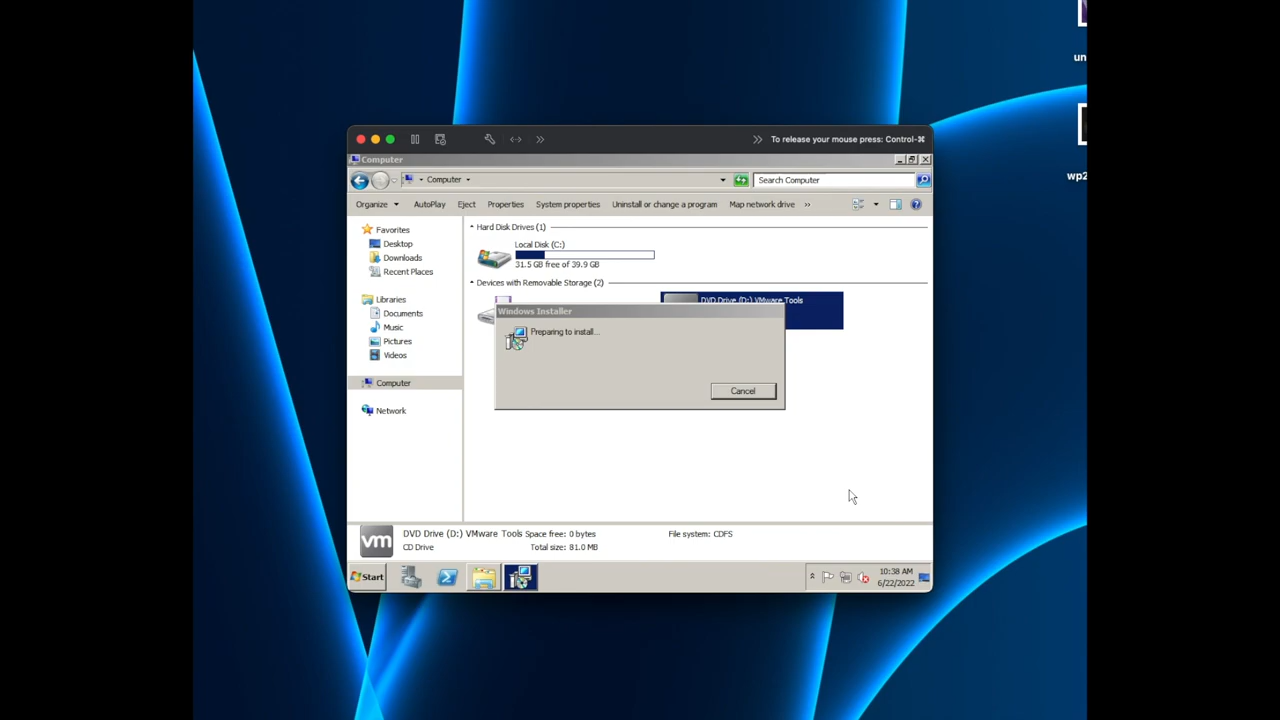 un
wp2
To release your mouse press: Control-⌘
Computer
Computer
Search Computer
Organize AutoPlay Eject Properties System properties Uninstall or change a program Map network drive
Favorites
Desktop
Downloads
Recent Places
Libraries
Documents
Music
Pictures
Videos
Computer
Network
Hard Disk Drives (1)
Local Disk (C:)
31.5 GB free of 39.9 GB
Devices with Removable Storage (2)
DVD Drive (D:) VMware Tools
Windows Installer
Preparing to install...
Cancel
vm
DVD Drive (D:) VMware Tools Space free: 0 bytes File system: CDFS
CD Drive Total size: 81.0 MB
Start
10:38 AM
6/22/2022